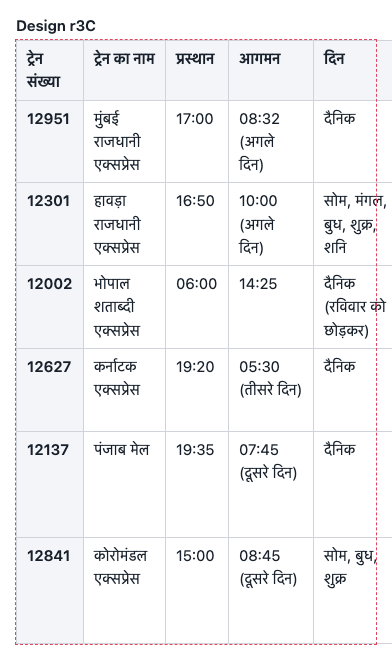 Design r3C
ट्रेन संख्या ट्रेन का नाम प्रस्थान आगमन दिन
12951 मुंबई राजधानी एक्सप्रेस 17:00 08:32 (अगले दिन) दैनिक
12301 हावड़ा राजधानी एक्सप्रेस 16:50 10:00 (अगले दिन) सोम, मंगल, बुध, शुक्र, शनि
12002 भोपाल शताब्दी एक्सप्रेस 06:00 14:25 दैनिक (रविवार को छोड़कर)
12627 कर्नाटक एक्सप्रेस 19:20 05:30 (तीसरे दिन) दैनिक
12137 पंजाब मेल 19:35 07:45 (दूसरे दिन) दैनिक
12841 कोरोमंडल एक्सप्रेस 15:00 08:45 (दूसरे दिन) सोम, बुध, शुक्र